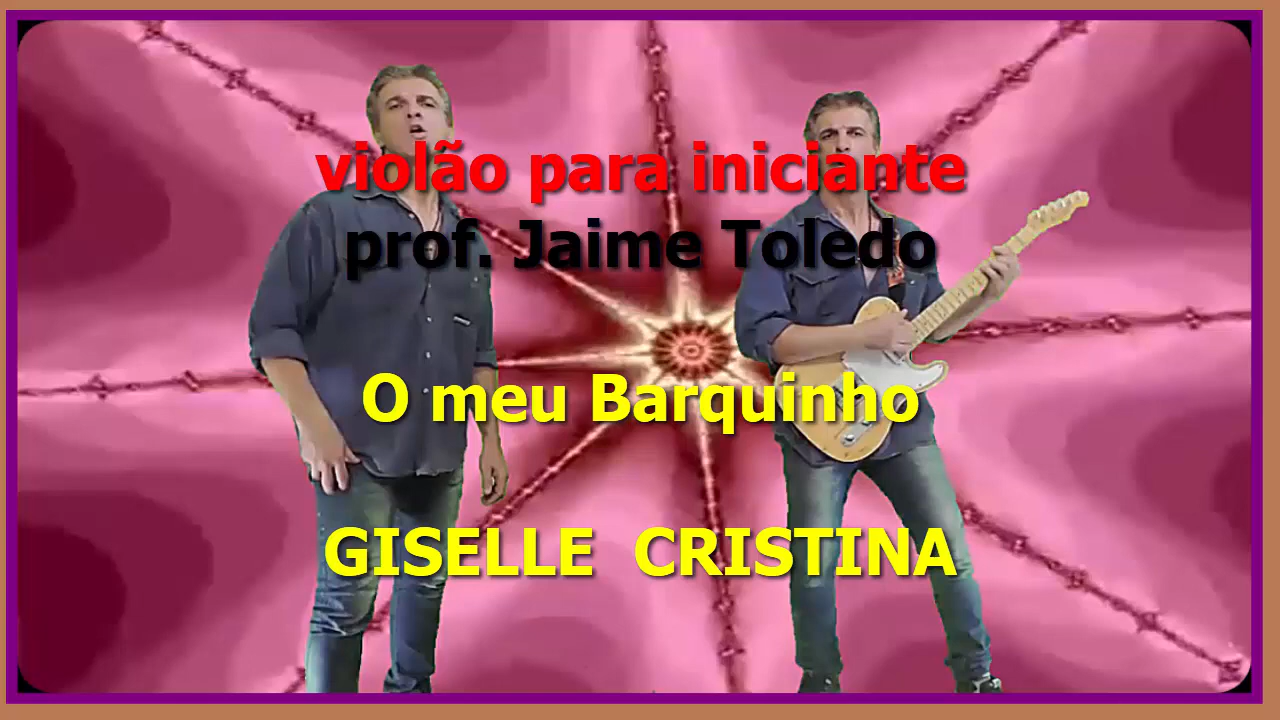 violão para iniciante
prof. Jaime Toledo
O meu Barquinho
GISELLE CRISTINA